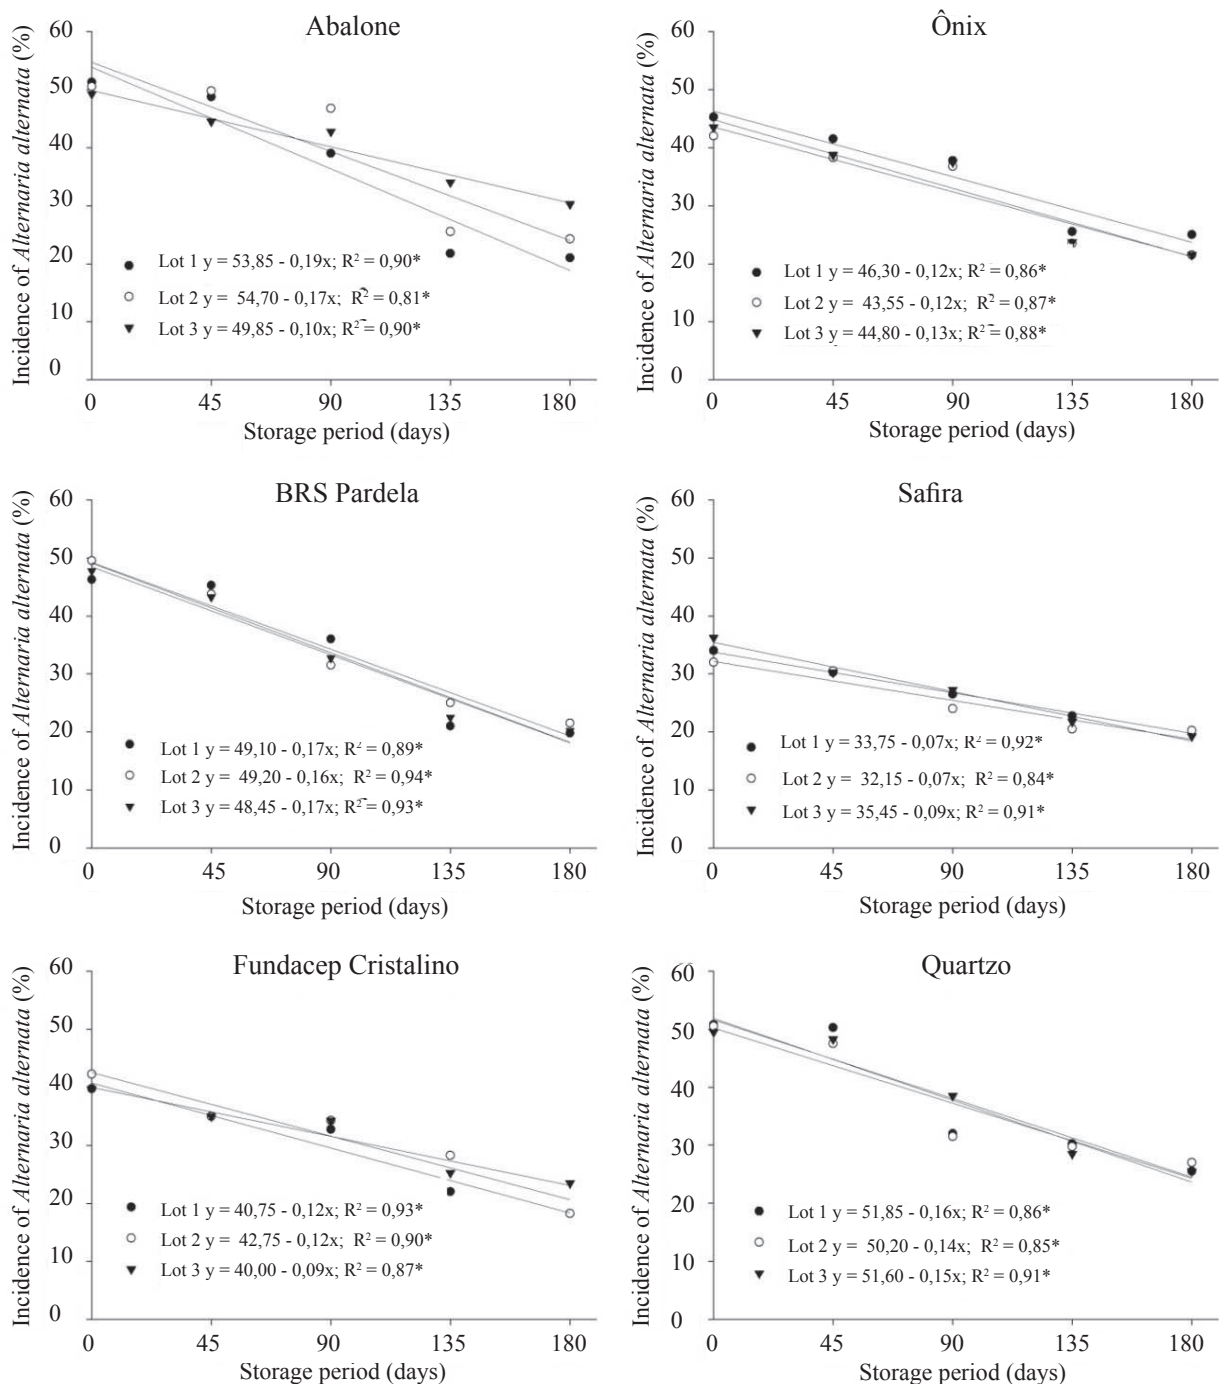 Abalone
Incidence of Alternaria alternata (%)
60
50
40
30
20
10
0
Lot 1 y = 53,85 - 0,19x; R² = 0,90*
Lot 2 y = 54,70 - 0,17x; R² = 0,81*
Lot 3 y = 49,85 - 0,10x; R² = 0,90*
0 45 90 135 180
Storage period (days)
Ônix
Incidence of Alternaria alternata (%)
60
50
40
30
20
10
0
Lot 1 y = 46,30 - 0,12x; R² = 0,86*
Lot 2 y = 43,55 - 0,12x; R² = 0,87*
Lot 3 y = 44,80 - 0,13x; R² = 0,88*
0 45 90 135 180
Storage period (days)
BRS Pardela
Incidence of Alternaria alternata (%)
60
50
40
30
20
10
0
Lot 1 y = 49,10 - 0,17x; R² = 0,89*
Lot 2 y = 49,20 - 0,16x; R² = 0,94*
Lot 3 y = 48,45 - 0,17x; R² = 0,93*
0 45 90 135 180
Storage period (days)
Safira
Incidence of Alternaria alternata (%)
60
50
40
30
20
10
0
Lot 1 y = 33,75 - 0,07x; R² = 0,92*
Lot 2 y = 32,15 - 0,07x; R² = 0,84*
Lot 3 y = 35,45 - 0,09x; R² = 0,91*
0 45 90 135 180
Storage period (days)
Fundacep Cristalino
Incidence of Alternaria alternata (%)
60
50
40
30
20
10
0
Lot 1 y = 40,75 - 0,12x; R² = 0,93*
Lot 2 y = 42,75 - 0,12x; R² = 0,90*
Lot 3 y = 40,00 - 0,09x; R² = 0,87*
0 45 90 135 180
Storage period (days)
Quartzo
Incidence of Alternaria alternata (%)
60
50
40
30
20
10
0
Lot 1 y = 51,85 - 0,16x; R² = 0,86*
Lot 2 y = 50,20 - 0,14x; R² = 0,85*
Lot 3 y = 51,60 - 0,15x; R² = 0,91*
0 45 90 135 180
Storage period (days)